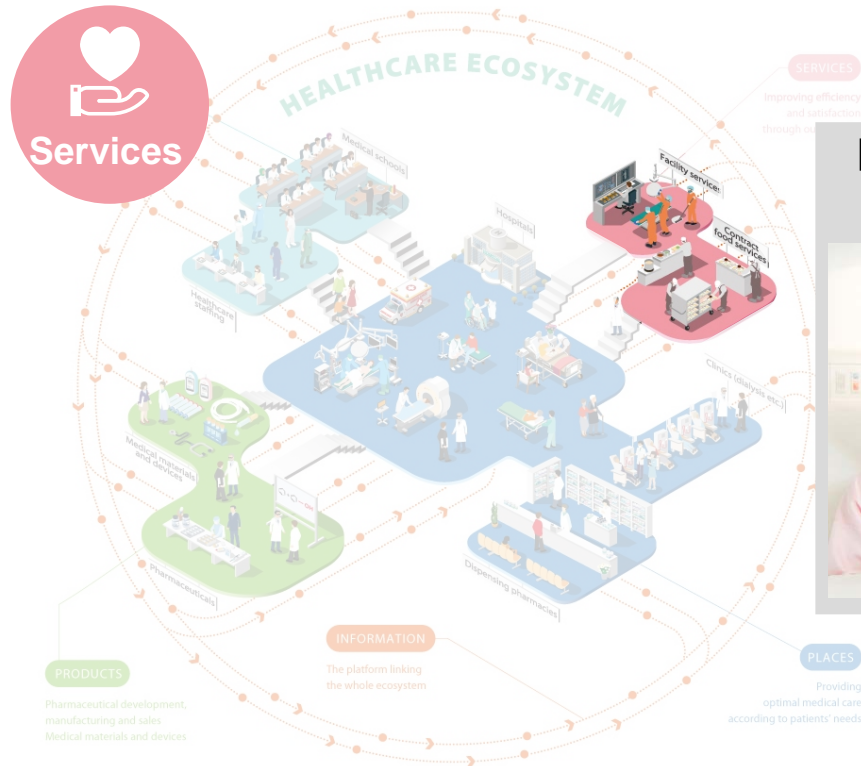 Services
HEALTHCARE ECOSYSTEM
SERVICES
Improving efficiency
and satisfaction
through
Medical schools
Facility services
Hospitals
Contract
food services
Healthcare
staffing
Clinics (dialysis etc.)
Medical materials
and devices
Pharmaceuticals
Dispensing pharmacies
INFORMATION
The platform linking
the whole ecosystem
PRODUCTS
Pharmaceutical development,
manufacturing and sales
Medical materials and devices
PLACES
Providing
optimal medical care
according to patients' needs